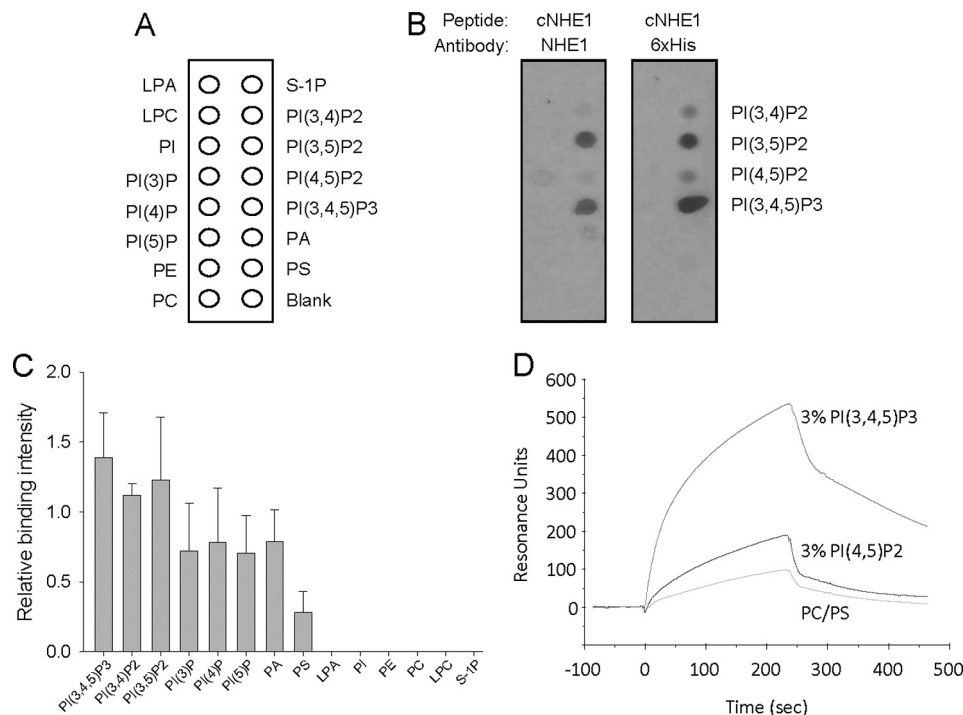 A
LPA S-1P
LPC PI(3,4)P2
PI PI(3,5)P2
PI(3)P PI(4,5)P2
PI(4)P PI(3,4,5)P3
PI(5)P PA
PE PS
PC Blank
B
Peptide: cNHE1 cNHE1
Antibody: NHE1 6xHis
PI(3,4)P2
PI(3,5)P2
PI(4,5)P2
PI(3,4,5)P3
C
Relative binding intensity
2.0
1.5
1.0
0.5
0.0
PI(3,4,5)P3 PI(3,4)P2 PI(3,5)P2 PI(3)P PI(4)P PI(5)P PA PS LPA PI PE PC LPC S-1P
D
Resonance Units
600
500
400
300
200
100
0
3% PI(3,4,5)P3
3% PI(4,5)P2
PC/PS
-100 0 100 200 300 400 500
Time (sec)